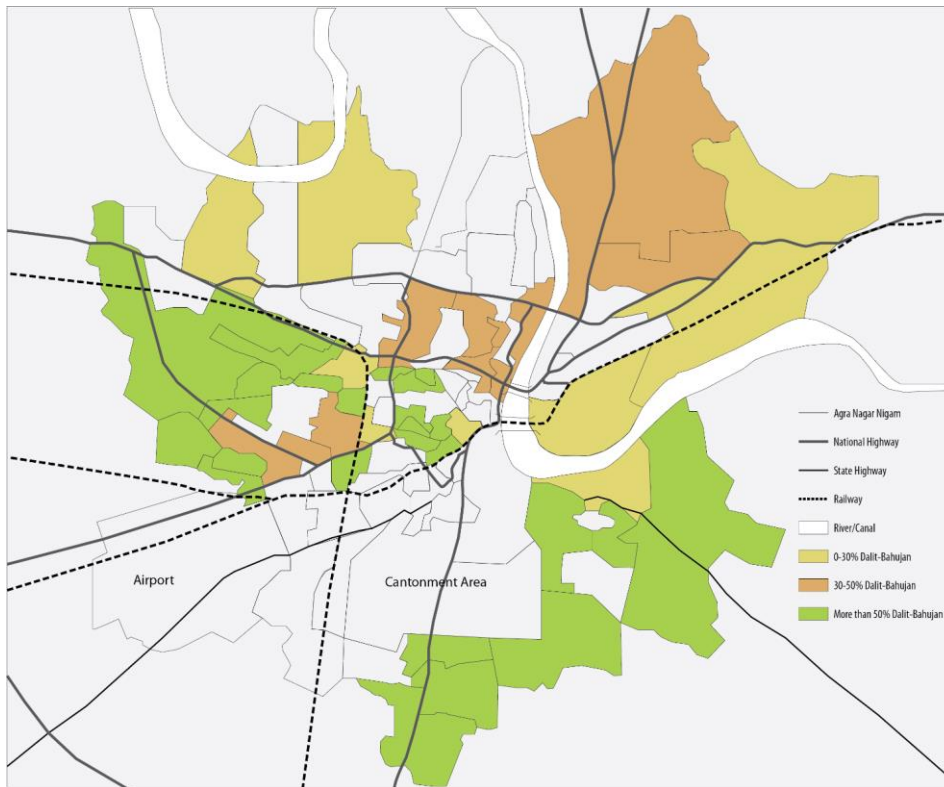 Agra Nagar Nigam
National Highway
State Highway
Railway
River/Canal
0-30% Dalit-Bahujan
30-50% Dalit-Bahujan
More than 50% Dalit-Bahujan
Airport
Cantonment Area